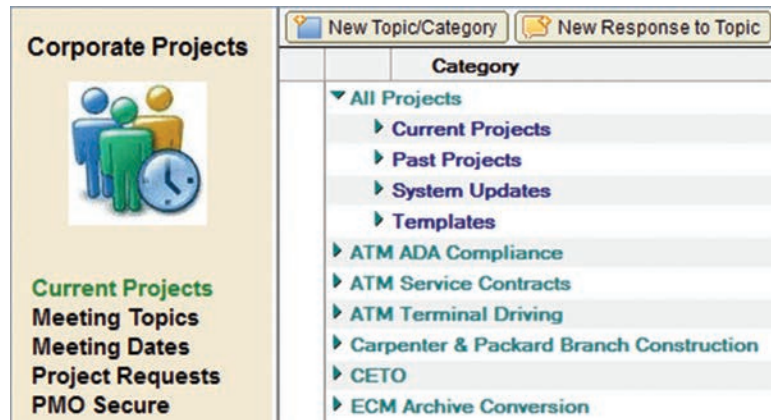 Corporate Projects
Current Projects
Meeting Topics
Meeting Dates
Project Requests
PMO Secure
New Topic/Category
New Response to Topic
Category
All Projects
Current Projects
Past Projects
System Updates
Templates
ATM ADA Compliance
ATM Service Contracts
ATM Terminal Driving
Carpenter & Packard Branch Construction
CETO
ECM Archive Conversion